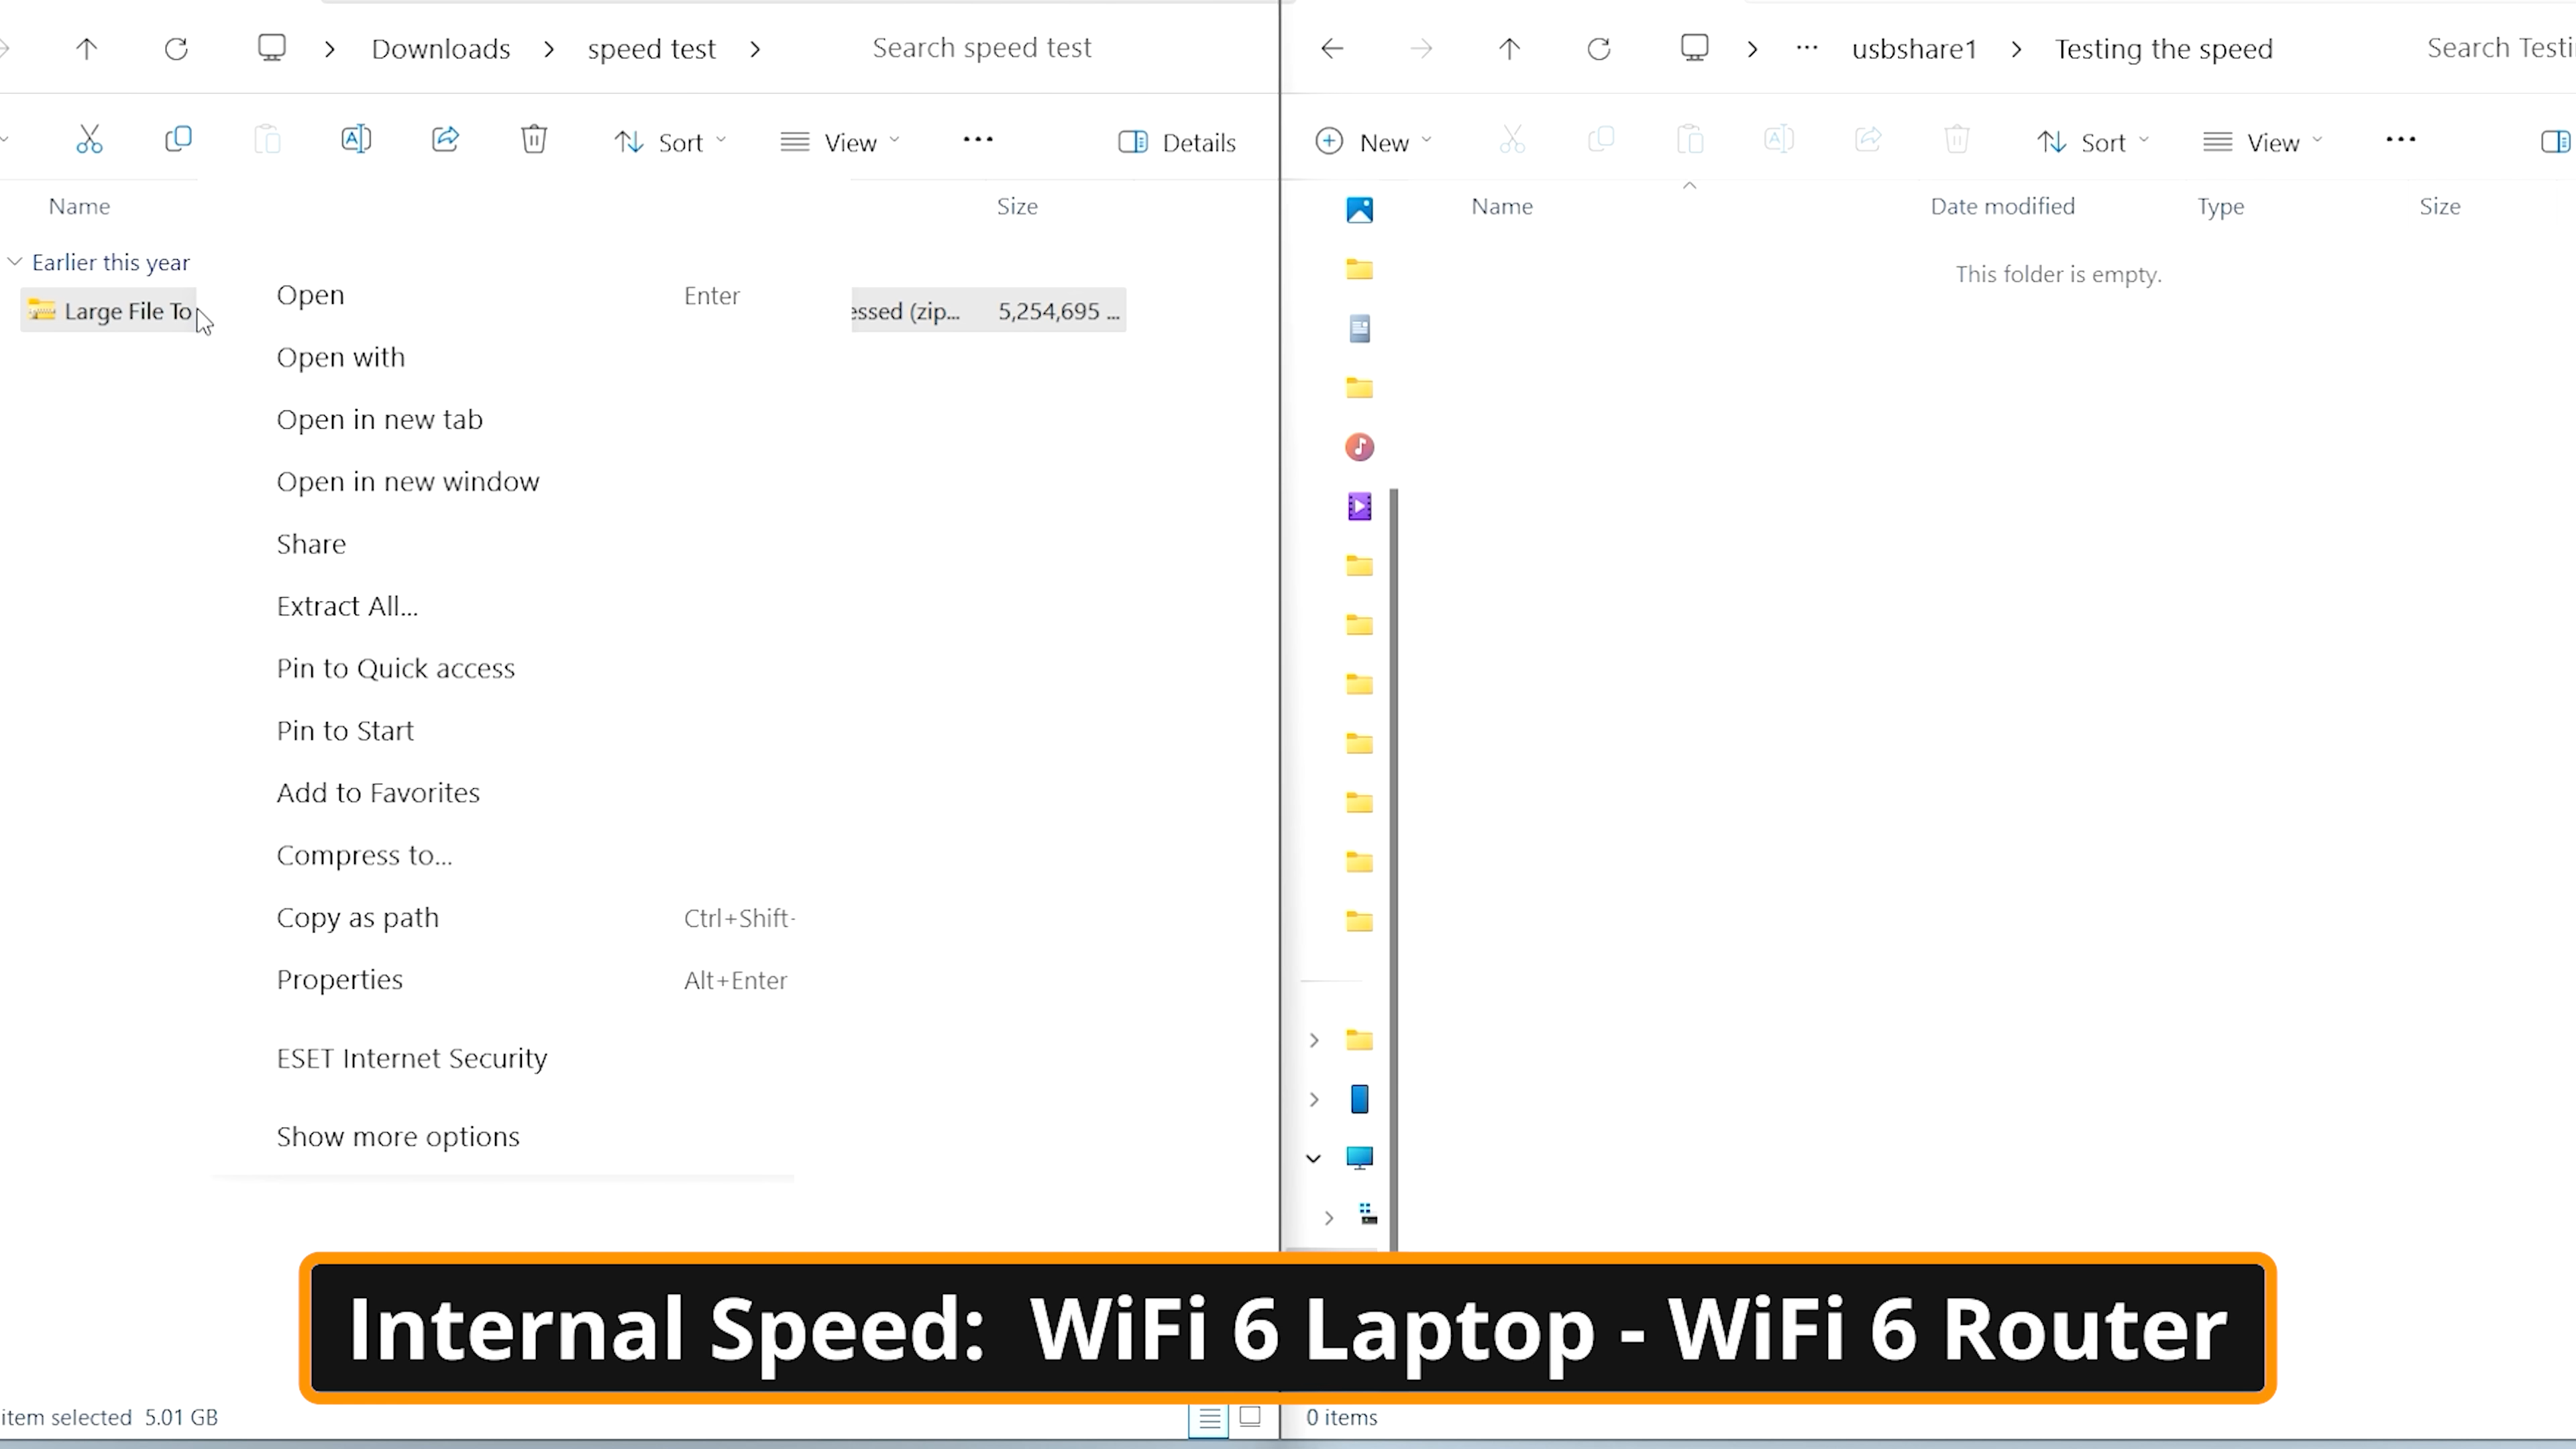 Downloads speed test Search speed test
Sort View ... Details
Name Size
Earlier this year
Large File To essed (zip... 5,254,695 ...
Open Enter
Open with
Open in new tab
Open in new window
Share
Extract All...
Pin to Quick access
Pin to Start
Add to Favorites
Compress to...
Copy as path Ctrl+Shift-
Properties Alt+Enter
ESET Internet Security
Show more options
item selected 5.01 GB
... usbshare1 Testing the speed Search Testi
New Sort View ...
Name Date modified Type Size
This folder is empty.
0 items
Internal Speed: WiFi 6 Laptop - WiFi 6 Router